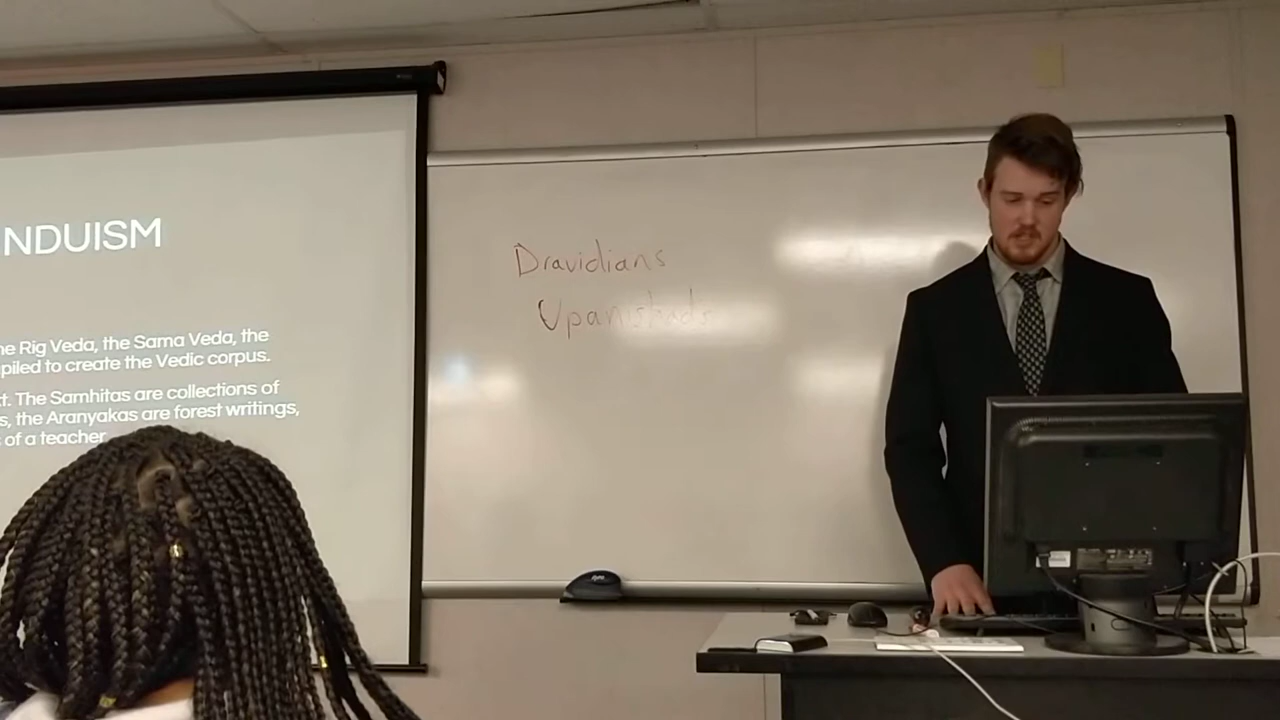 NDUISM
ne Rig Veda, the Sama Veda, the
piled to create the Vedic corpus.
t. The Samhitas are collections of
s, the Aranyakas are forest writings,
of a teacher
Dravidians
Upanishads